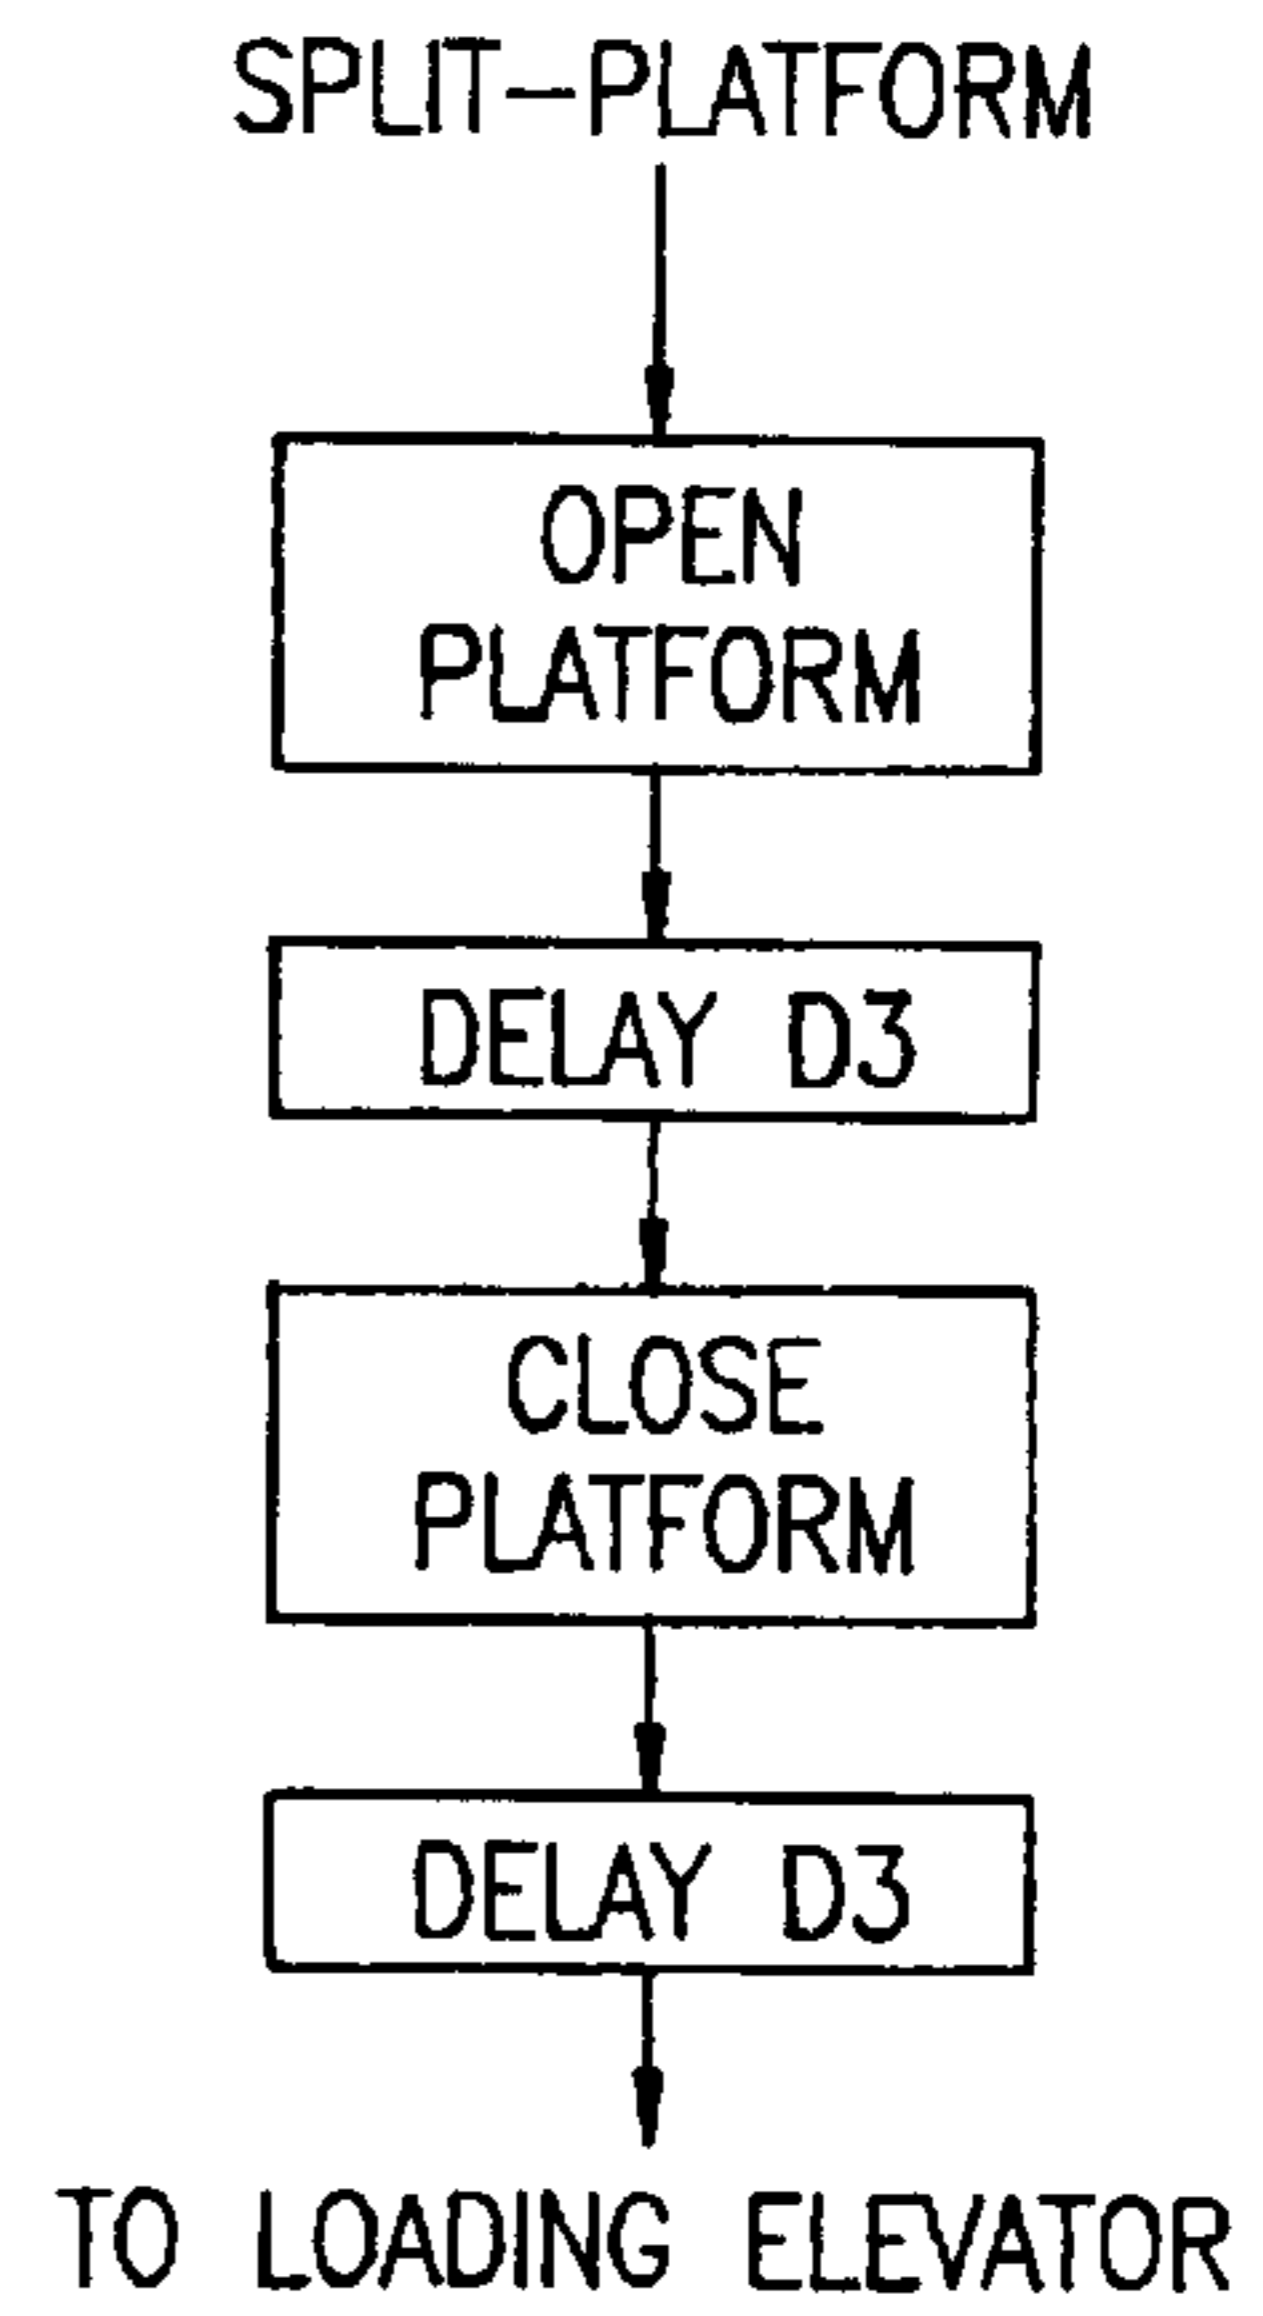 SPLIT-PLATFORM
OPEN
PLATFORM
DELAY D3
CLOSE
PLATFORM
DELAY D3
TO LOADING ELEVATOR